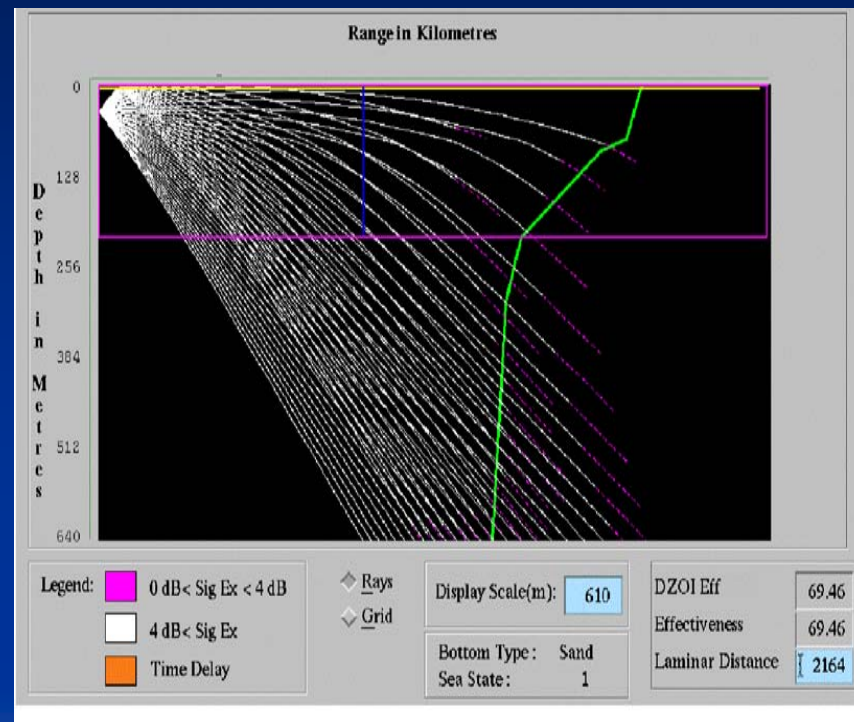 Range in Kilometres
0
128
256
384
512
640
Depth in Metres
Legend:
0 dB< Sig Ex < 4 dB
4 dB< Sig Ex
Time Delay
Rays
Grid
Display Scale(m): 610
Bottom Type : Sand
Sea State : 1
DZOI Eff 69.46
Effectiveness 69.46
Laminar Distance 2164